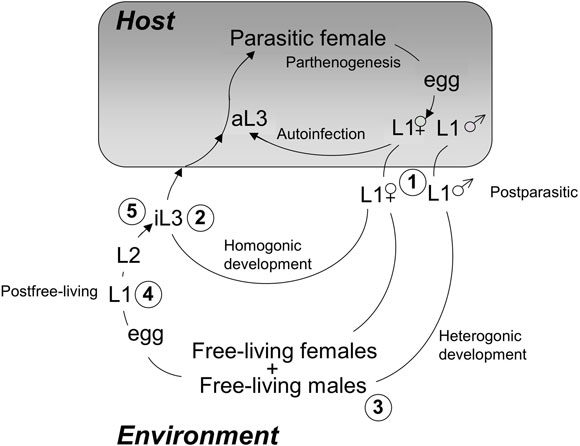 Host
Parasitic female
Parthenogenesis
egg
aL3
Autoinfection
L1♀ L1♂
1
L1♀ L1♂ Postparasitic
5 iL3 2
Homogonic
development
L2
Postfree-living L1 4
egg
Free-living females
+
Free-living males
Heterogonic
development
3
Environment